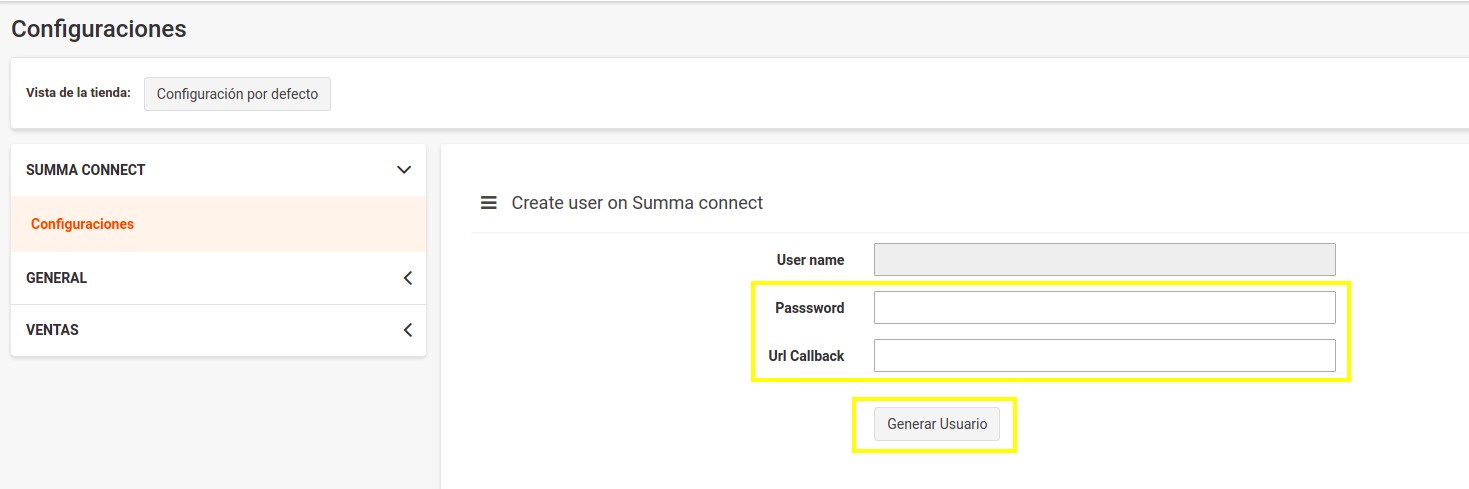 Configuraciones
Vista de la tienda: Configuración por defecto
SUMMA CONNECT
Configuraciones
GENERAL
VENTAS
Create user on Summa connect
User name
Passsword
Url Callback
Generar Usuario